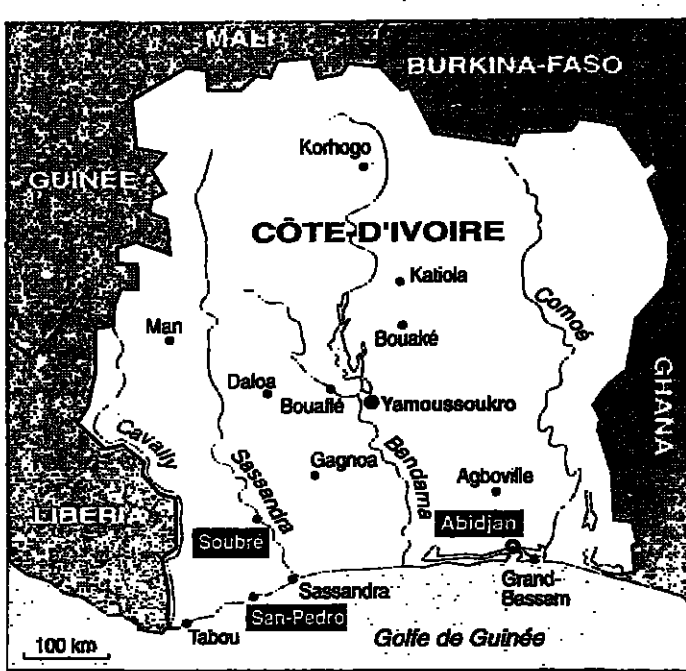 MALI
BURKINA-FASO
Korhogo
GUINÉE
CÔTE-D'IVOIRE
Katiola
Comoé
Man
Bouaké
GHANA
Daloa
Bouaflé
Yamoussoukro
Cavally
Sassandra
Gagnoa
Bandama
Agboville
LIBERIA
Soubré
Abidjan
Sassandra
Grand-
Bassam
San-Pedro
Tabou
Golfe de Guinée
100 km